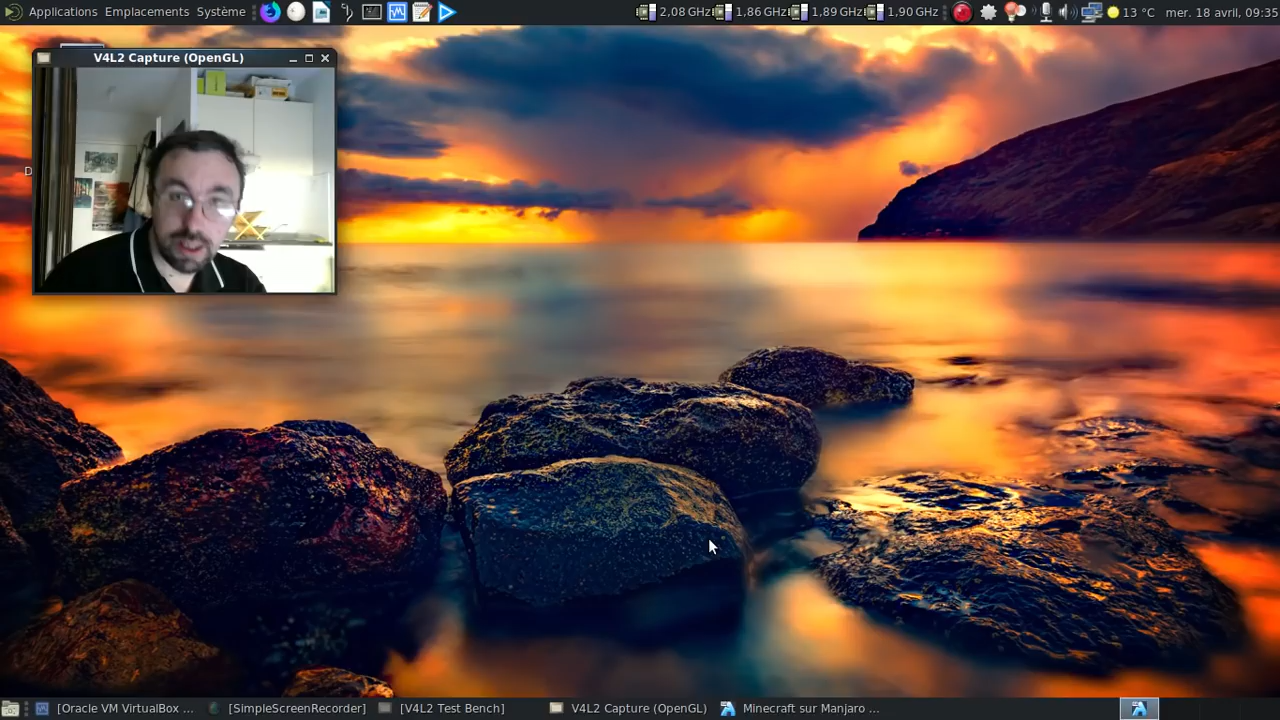 Applications Emplacements Système 2,08 GHz 1,86 GHz 1,89 GHz 1,90 GHz 13 °C mer. 18 avril, 09:35
V4L2 Capture (OpenGL)
D
[Oracle VM VirtualBox ... [SimpleScreenRecorder] [V4L2 Test Bench] V4L2 Capture (OpenGL) Minecraft sur Manjaro ...